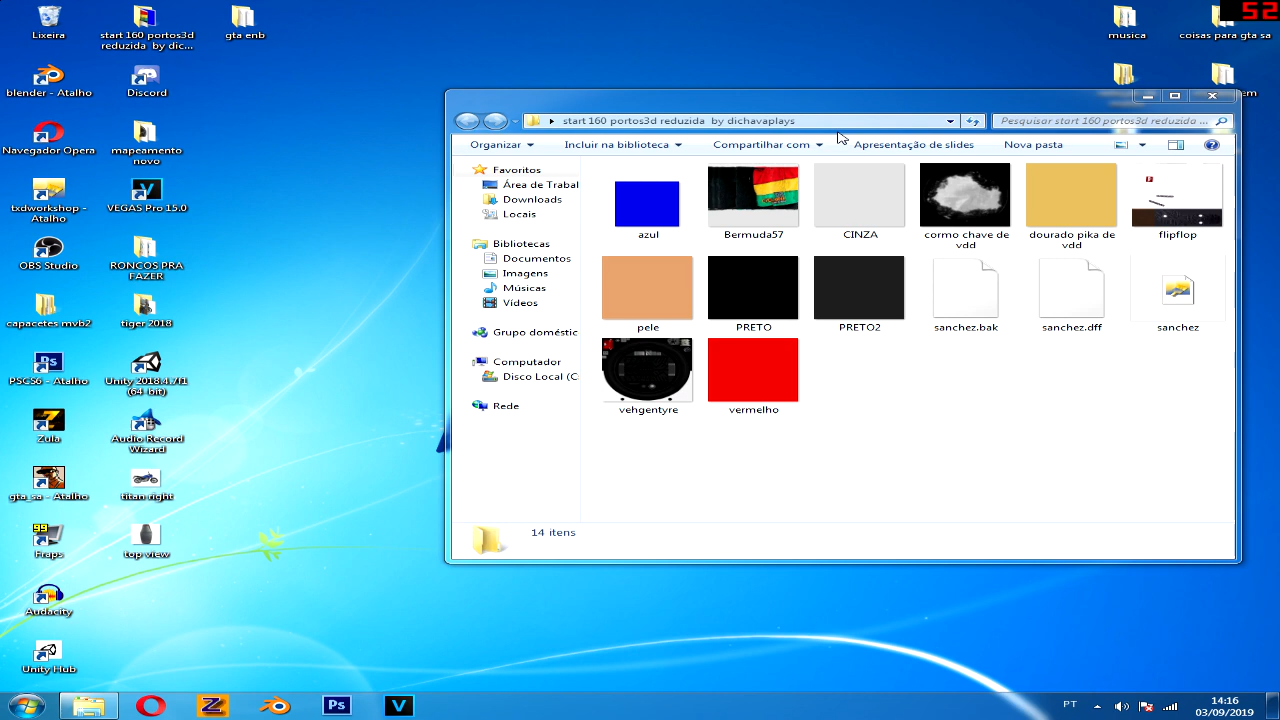 52
Lixeira
start 160 portos3d
reduzida by dic...
gta enb
musica
coisas para gta sa
blender - Atalho
Discord
Navegador Opera
mapeamento
novo
txdworkshop -
Atalho
VEGAS Pro 15.0
OBS Studio
RONCOS PRA
FAZER
capacetes mvb2
tiger 2018
PSCS6 - Atalho
Unity 2018.4.7f1
(64-bit)
Zula
Audio Record
Wizard
gta_sa - Atalho
titan right
99
Fraps
top view
Audacity
Unity Hub
start 160 portos3d reduzida by dichavaplays
Pesquisar start 160 portos3d reduzida ...
Organizar
Incluir na biblioteca
Compartilhar com
Apresentação de slides
Nova pasta
Favoritos
Área de Trabal
Downloads
Locais
Bibliotecas
Documentos
Imagens
Músicas
Vídeos
Grupo doméstic
Computador
Disco Local (C
Rede
azul
Bermuda57
CINZA
cormo chave de
vdd
dourado pika de
vdd
flipflop
pele
PRETO
PRETO2
sanchez.bak
sanchez.dff
sanchez
vehgentyre
vermelho
14 itens
Ps
V
PT
14:16
03/09/2019